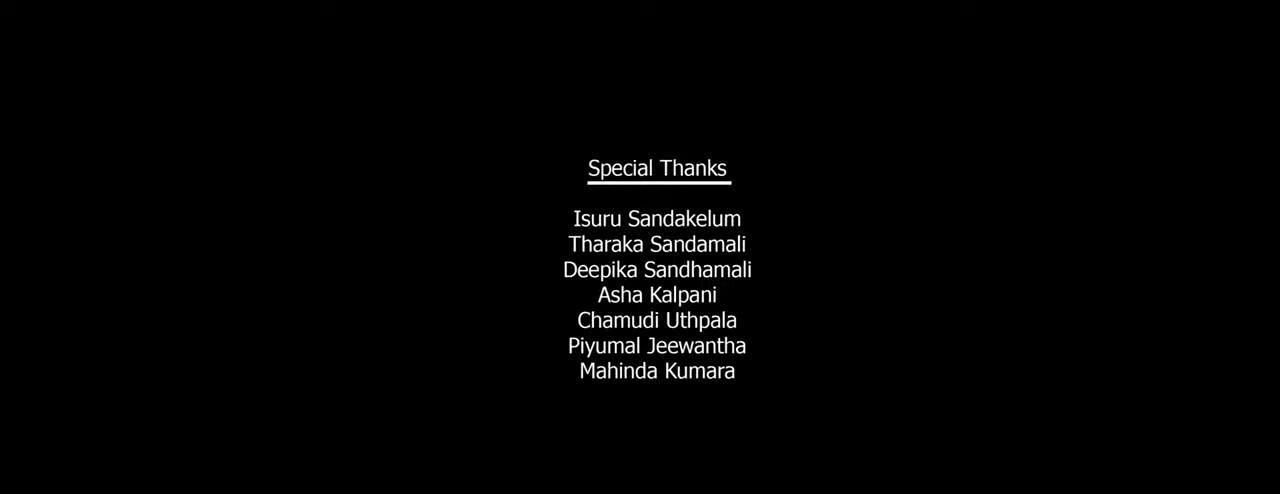 Special Thanks
Isuru Sandakelum
Tharaka Sandamali
Deepika Sandhamali
Asha Kalpani
Chamudi Uthpala
Piyumal Jeewantha
Mahinda Kumara